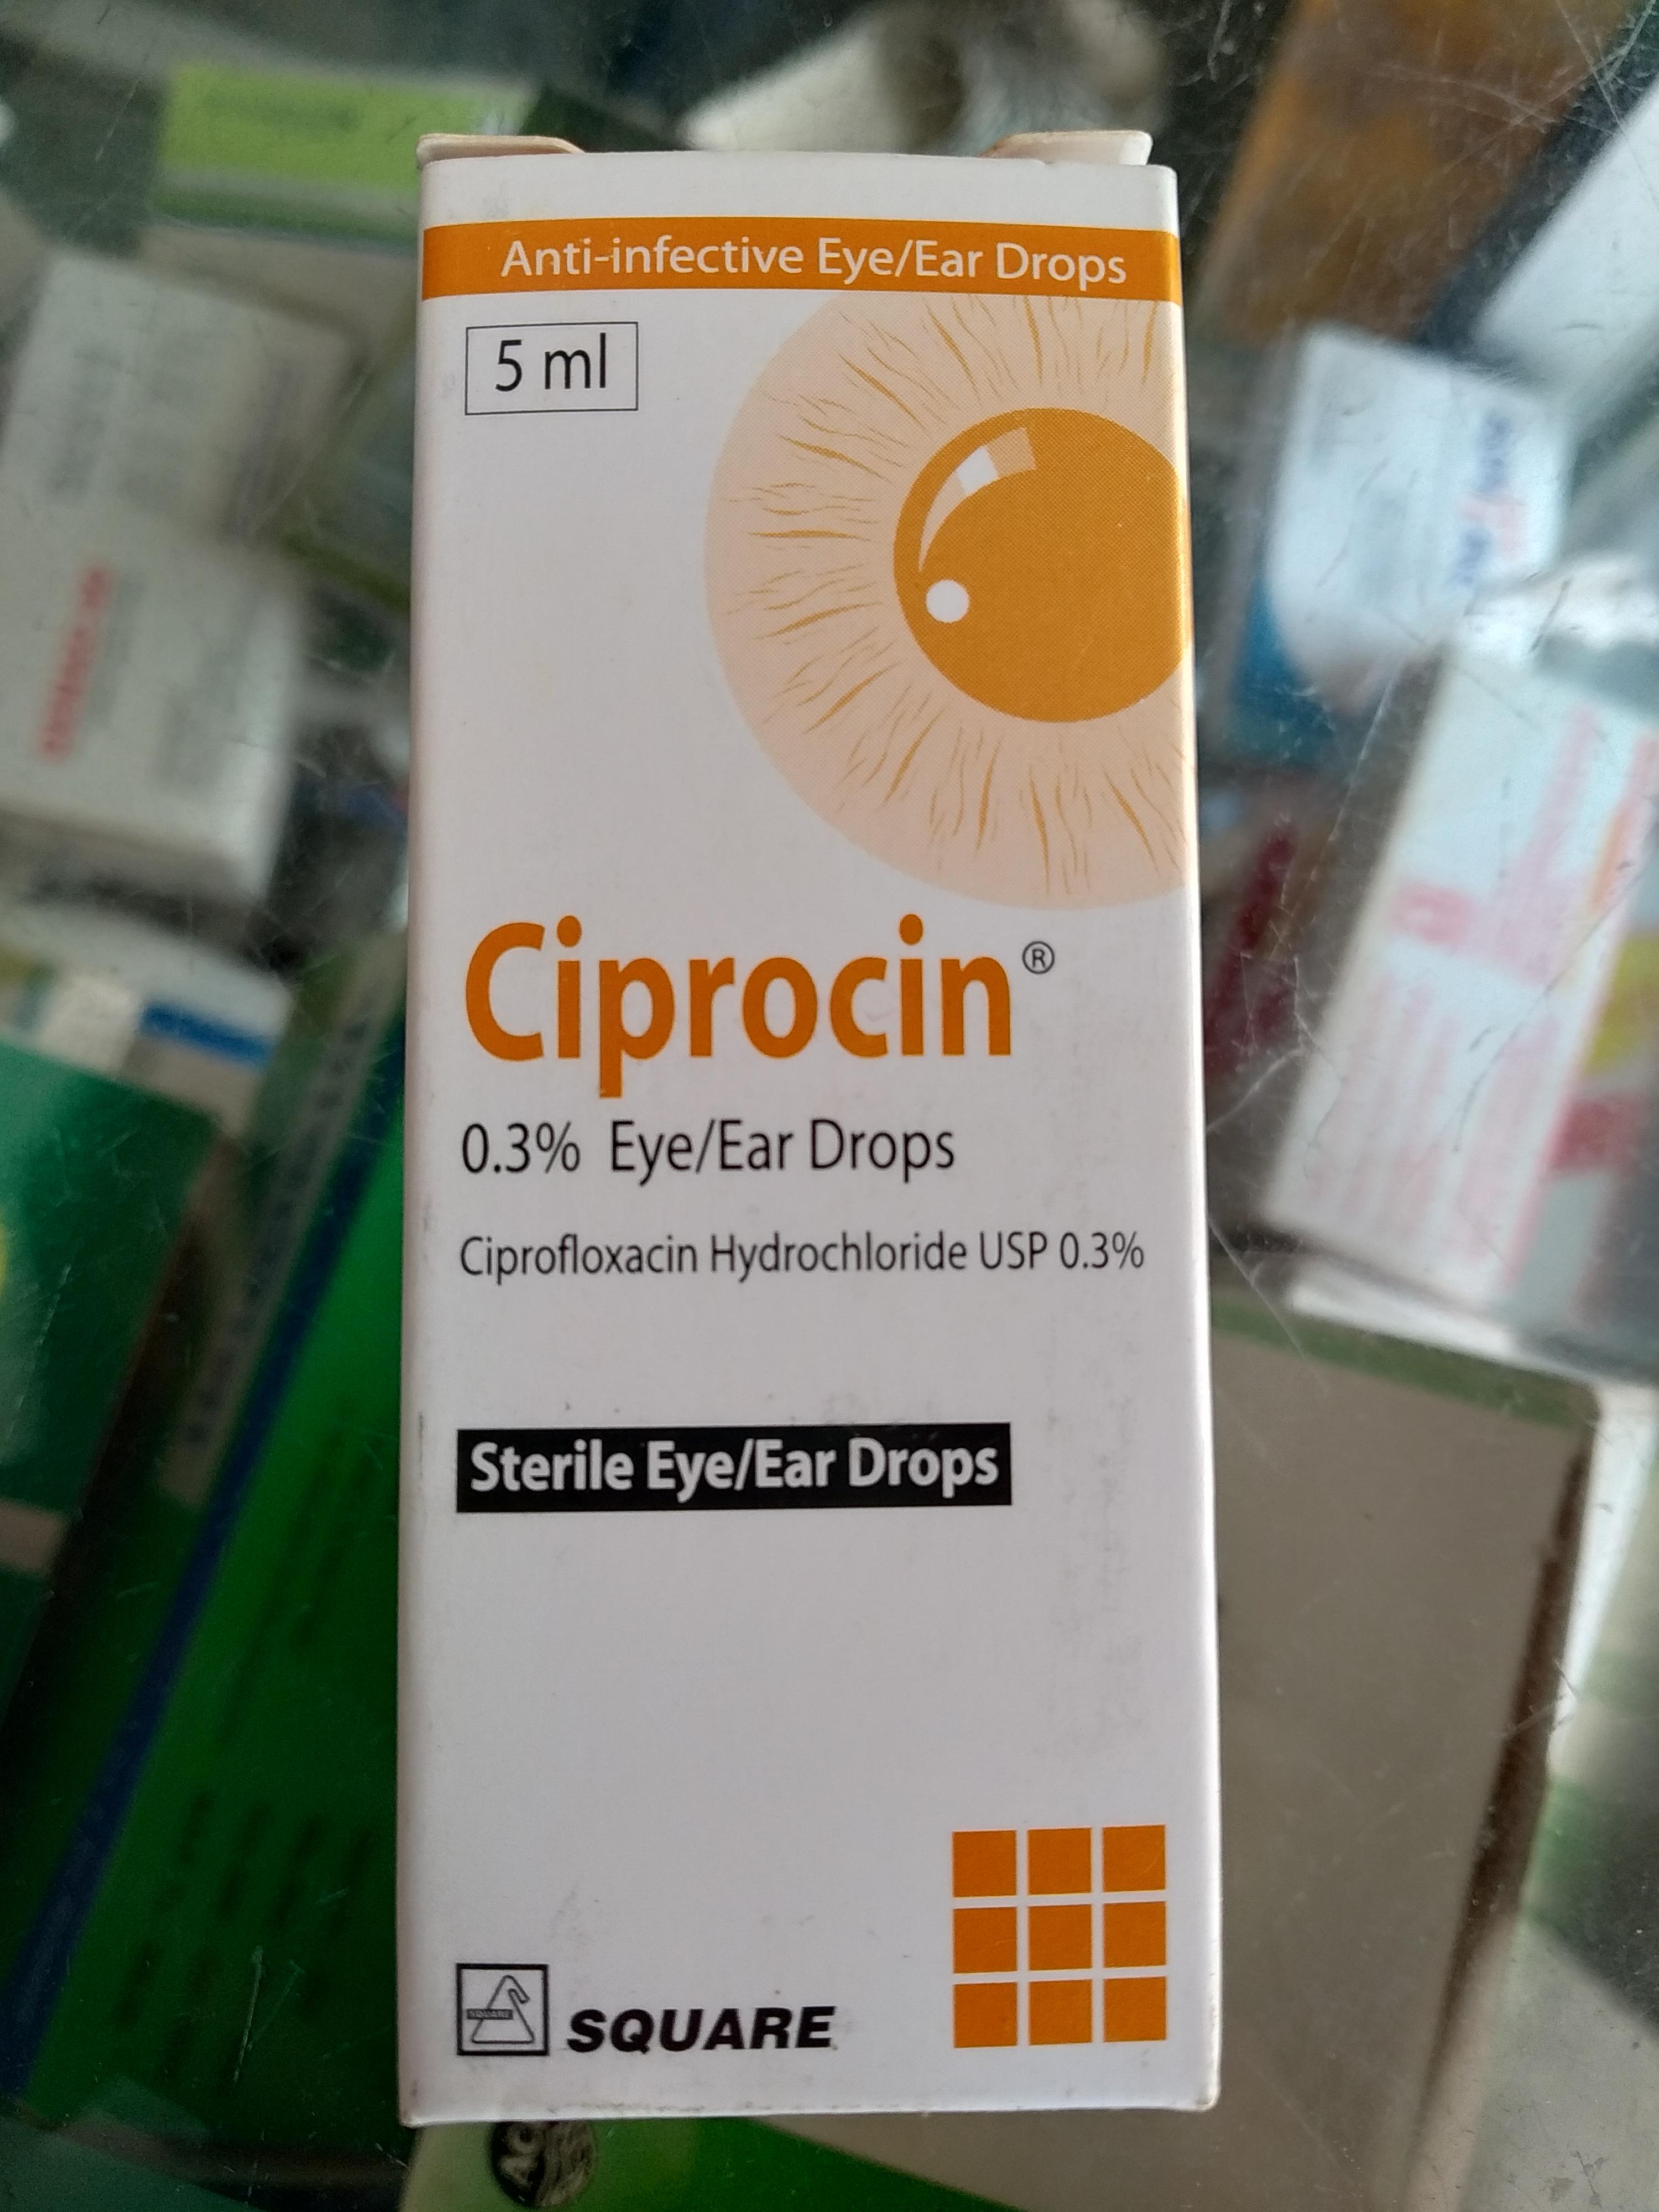 Anti-infective Eye/Ear Drops
5 ml
Ciprocin®
0.3% Eye/Ear Drops
Ciprofloxacin Hydrochloride USP 0.3%
Sterile Eye/Ear Drops
SQUARE
SQUARE